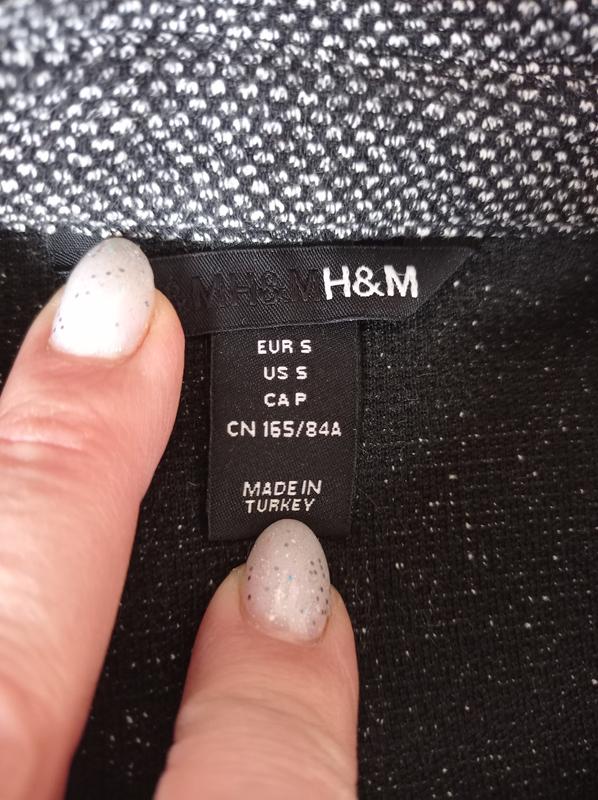 H&M H&M
EUR S
US S
CA P
CN 165/84A
MADE IN
TURKEY